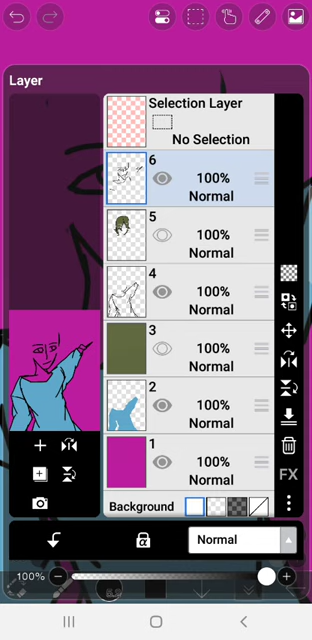 Layer
Selection Layer
No Selection
6
100%
Normal
5
100%
Normal
4
100%
Normal
3
100%
Normal
2
100%
Normal
1
100%
Normal
FX
Background
Normal
100%